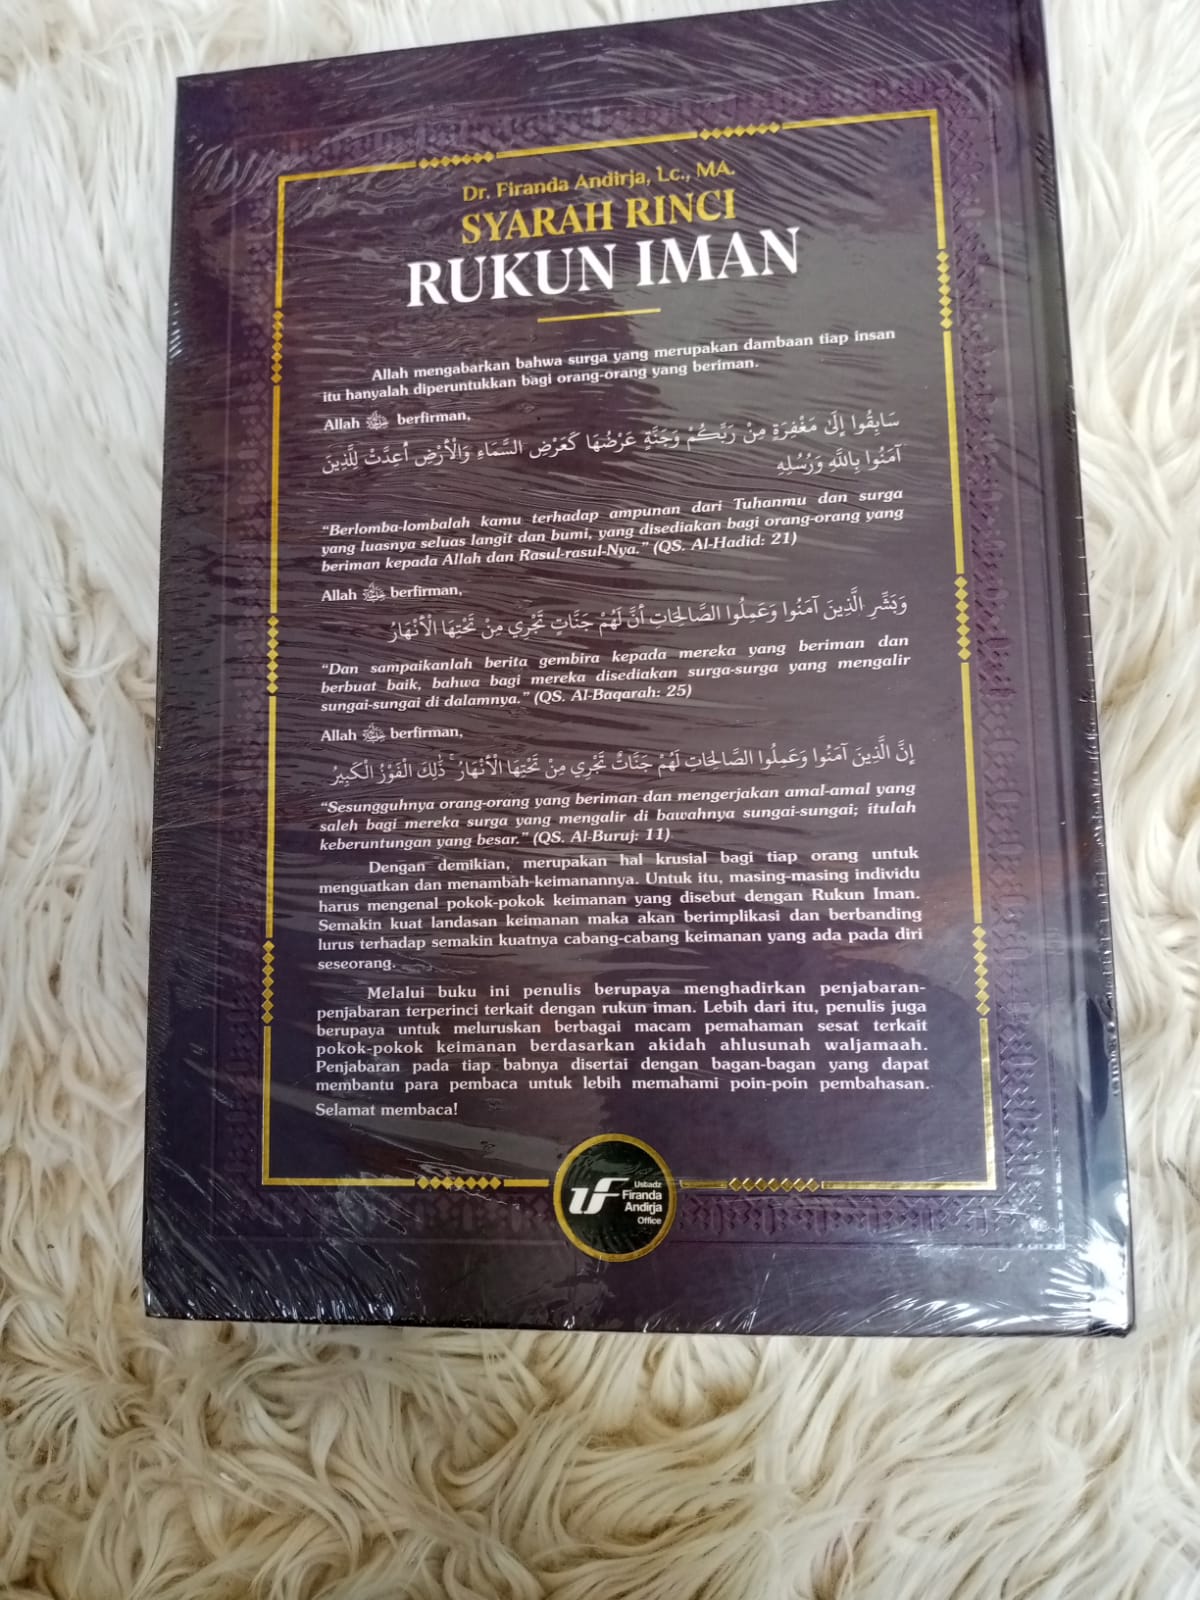 Dr. Firanda Andirja, Lc., MA.
SYARAH RINCI
RUKUN IMAN
Allah mengabarkan bahwa surga yang merupakan dambaan tiap insan
itu hanyalah diperuntukkan bagi orang-orang yang beriman.
Allah ﷻ berfirman,
سَابِقُوا إِلَىٰ مَغْفِرَةٍ مِنْ رَبِّكُمْ وَجَنَّةٍ عَرْضُهَا كَعَرْضِ السَّمَاءِ وَالْأَرْضِ أُعِدَّتْ لِلَّذِينَ
آمَنُوا بِاللَّهِ وَرُسُلِهِ
“Berlomba-lombalah kamu terhadap ampunan dari Tuhanmu dan surga
yang luasnya seluas langit dan bumi, yang disediakan bagi orang-orang yang
beriman kepada Allah dan Rasul-rasul-Nya.” (QS. Al-Hadid: 21)
Allah ﷻ berfirman,
وَبَشِّرِ الَّذِينَ آمَنُوا وَعَمِلُوا الصَّالِحَاتِ أَنَّ لَهُمْ جَنَّاتٍ تَجْرِي مِنْ تَحْتِهَا الْأَنْهَارُ
“Dan sampaikanlah berita gembira kepada mereka yang beriman dan
berbuat baik, bahwa bagi mereka disediakan surga-surga yang mengalir
sungai-sungai di dalamnya.” (QS. Al-Baqarah: 25)
Allah ﷻ berfirman,
إِنَّ الَّذِينَ آمَنُوا وَعَمِلُوا الصَّالِحَاتِ لَهُمْ جَنَّاتٌ تَجْرِي مِنْ تَحْتِهَا الْأَنْهَارُ ۚ ذَٰلِكَ الْفَوْزُ الْكَبِيرُ
“Sesungguhnya orang-orang yang beriman dan mengerjakan amal-amal yang
saleh bagi mereka surga yang mengalir di bawahnya sungai-sungai; itulah
keberuntungan yang besar.” (QS. Al-Buruj: 11)
Dengan demikian, merupakan hal krusial bagi tiap orang untuk
menguatkan dan menambah keimanannya. Untuk itu, masing-masing individu
harus mengenal pokok-pokok keimanan yang disebut dengan Rukun Iman.
Semakin kuat landasan keimanan maka akan berimplikasi dan berbanding
lurus terhadap semakin kuatnya cabang-cabang keimanan yang ada pada diri
seseorang.
Melalui buku ini penulis berupaya menghadirkan penjabaran-
penjabaran terperinci terkait dengan rukun iman. Lebih dari itu, penulis juga
berupaya untuk meluruskan berbagai macam pemahaman sesat terkait
pokok-pokok keimanan berdasarkan akidah ahlusunah waljamaah.
Penjabaran pada tiap babnya disertai dengan bagan-bagan yang dapat
membantu para pembaca untuk lebih memahami poin-poin pembahasan.
Selamat membaca!
Ustadz
Firanda
Andirja
Office